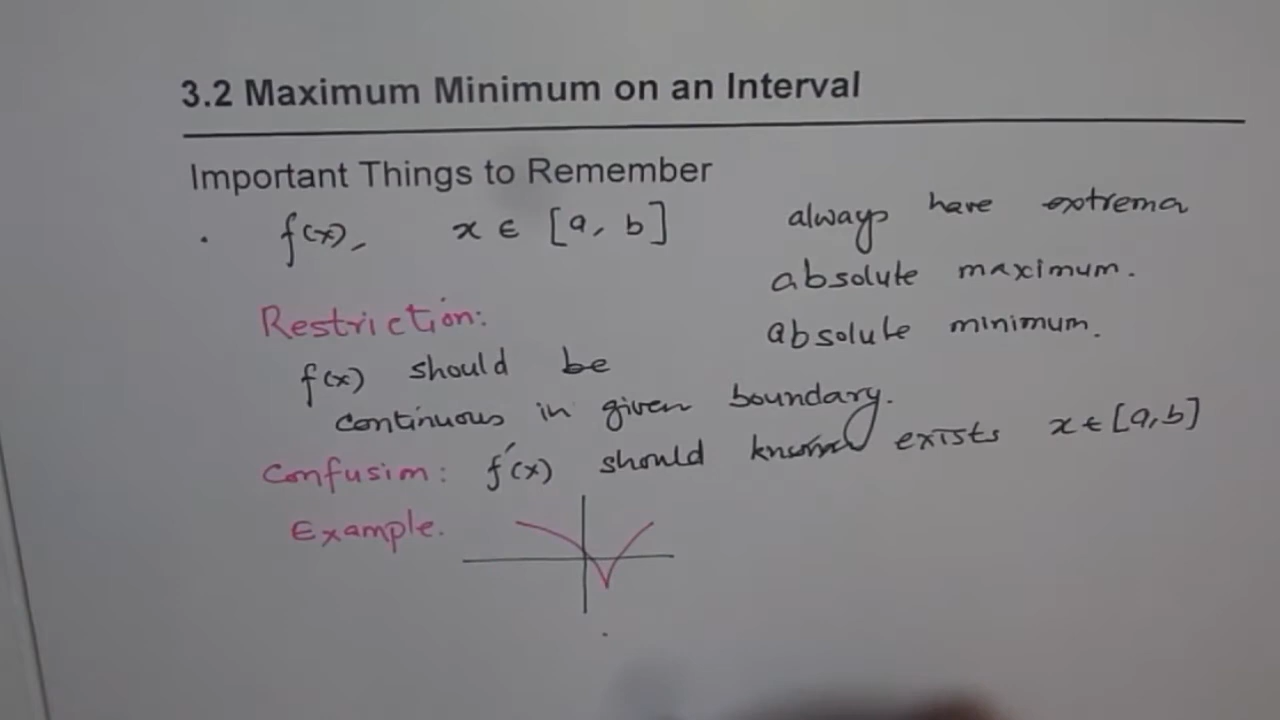 3.2 Maximum Minimum on an Interval
Important Things to Remember
. f(x), x ∈ [a, b] always have extrema
absolute maximum.
Restriction:
absolute minimum.
f(x) should be
continuous in given boundary.
Confusion: f'(x) should exists x ∈ [a,b]
Example.